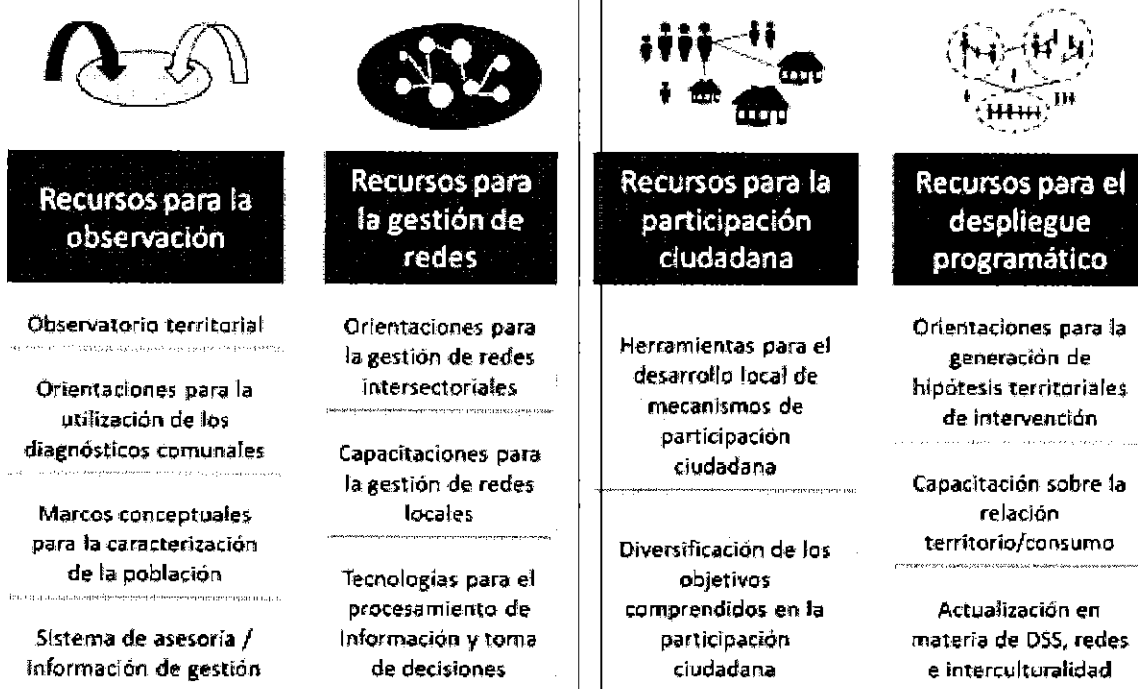 Recursos para la
observación
Observatorio territorial
Orientaciones para la
utilización de los
diagnósticos comunales
Marcos conceptuales
para la caracterización
de la población
Sistema de asesoría /
Información de gestión
Recursos para
la gestión de
redes
Orientaciones para
la gestión de redes
intersectoriales
Capacitaciones para
la gestión de redes
locales
Tecnologías para el
procesamiento de
Información y toma
de decisiones
Recursos para la
participación
ciudadana
Herramientas para el
desarrollo local de
mecanismos de
participación
ciudadana
Diversificación de los
objetivos
comprendidos en la
participación
ciudadana
Recursos para el
despliegue
programático
Orientaciones para la
generación de
hipótesis territoriales
de intervención
Capacitación sobre la
relación
territorio/consumo
Actualización en
materia de DSS, redes
e interculturalidad